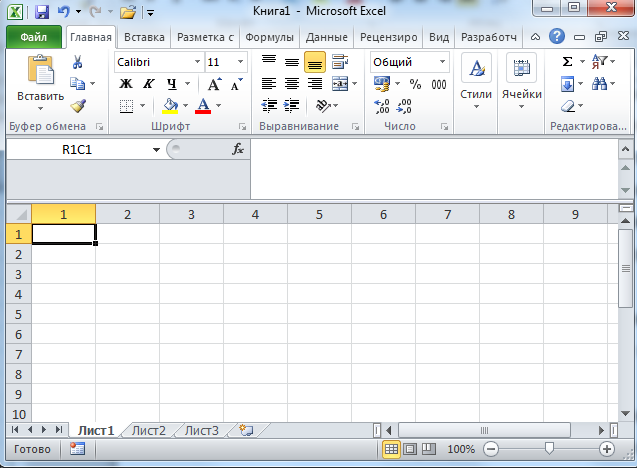 Книга1 - Microsoft Excel
Файл Главная Вставка Разметка с Формулы Данные Рецензиро Вид Разработч
Calibri 11 Общий
Ж К Ч % 000
Вставить Стили Ячейки
Буфер обмена Шрифт Выравнивание Число Редактирова...
R1C1 fx
1 2 3 4 5 6 7 8 9
1
2
3
4
5
6
7
8
9
10
Лист1 Лист2 Лист3
Готово 100%